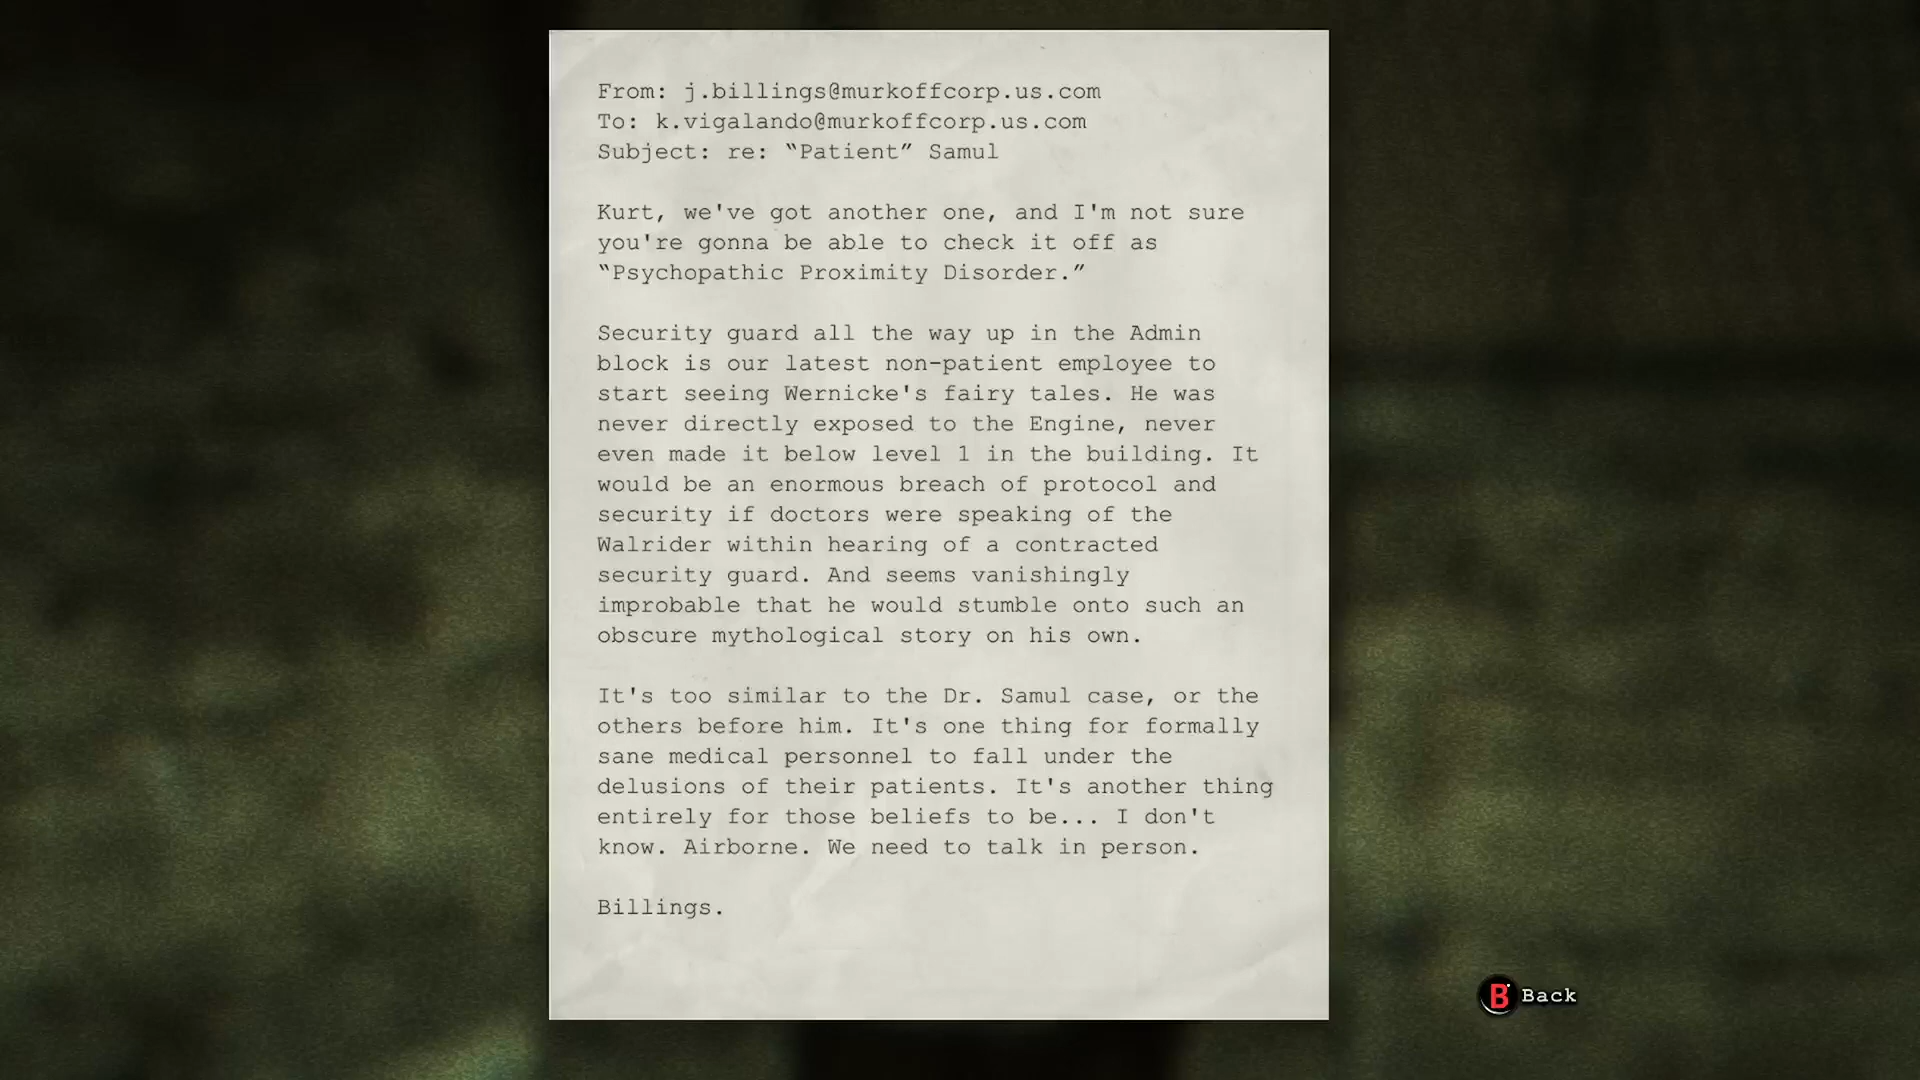 From: j.billings@murkoffcorp.us.com
To: k.vigalando@murkoffcorp.us.com
Subject: re: “Patient” Samul
Kurt, we've got another one, and I'm not sure
you're gonna be able to check it off as
“Psychopathic Proximity Disorder.”
Security guard all the way up in the Admin
block is our latest non-patient employee to
start seeing Wernicke's fairy tales. He was
never directly exposed to the Engine, never
even made it below level 1 in the building. It
would be an enormous breach of protocol and
security if doctors were speaking of the
Walrider within hearing of a contracted
security guard. And seems vanishingly
improbable that he would stumble onto such an
obscure mythological story on his own.
It's too similar to the Dr. Samul case, or the
others before him. It's one thing for formally
sane medical personnel to fall under the
delusions of their patients. It's another thing
entirely for those beliefs to be... I don't
know. Airborne. We need to talk in person.
Billings.
B Back